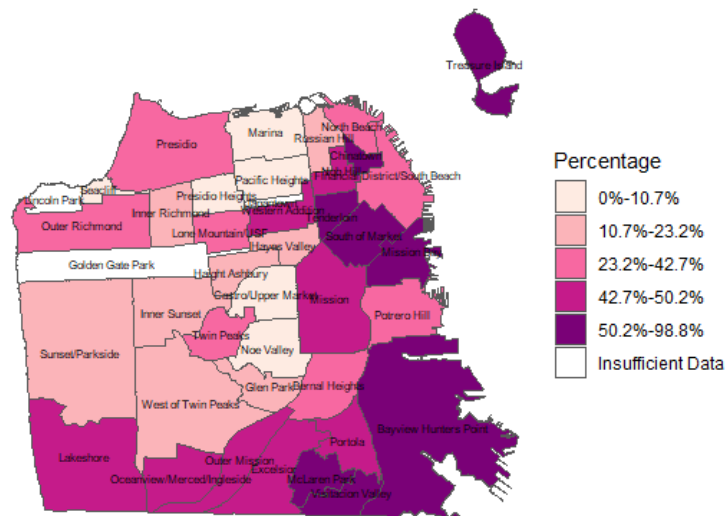 Treasure Island
North Beach
Russian Hill
Marina
Presidio
Chinatown
Nob Hill
Financial District/South Beach
Pacific Heights
Seacliff
Lincoln Park
Presidio Heights
Japantown
Western Addition
Tenderloin
Inner Richmond
Outer Richmond
Lone Mountain/USF
South of Market
Hayes Valley
Mission Bay
Golden Gate Park
Haight Ashbury
Castro/Upper Market
Mission
Inner Sunset
Potrero Hill
Twin Peaks
Noe Valley
Sunset/Parkside
Glen Park
Bernal Heights
West of Twin Peaks
Bayview Hunters Point
Portola
Lakeshore
Outer Mission
Excelsior
Oceanview/Merced/Ingleside
McLaren Park
Visitacion Valley
Percentage
0%-10.7%
10.7%-23.2%
23.2%-42.7%
42.7%-50.2%
50.2%-98.8%
Insufficient Data